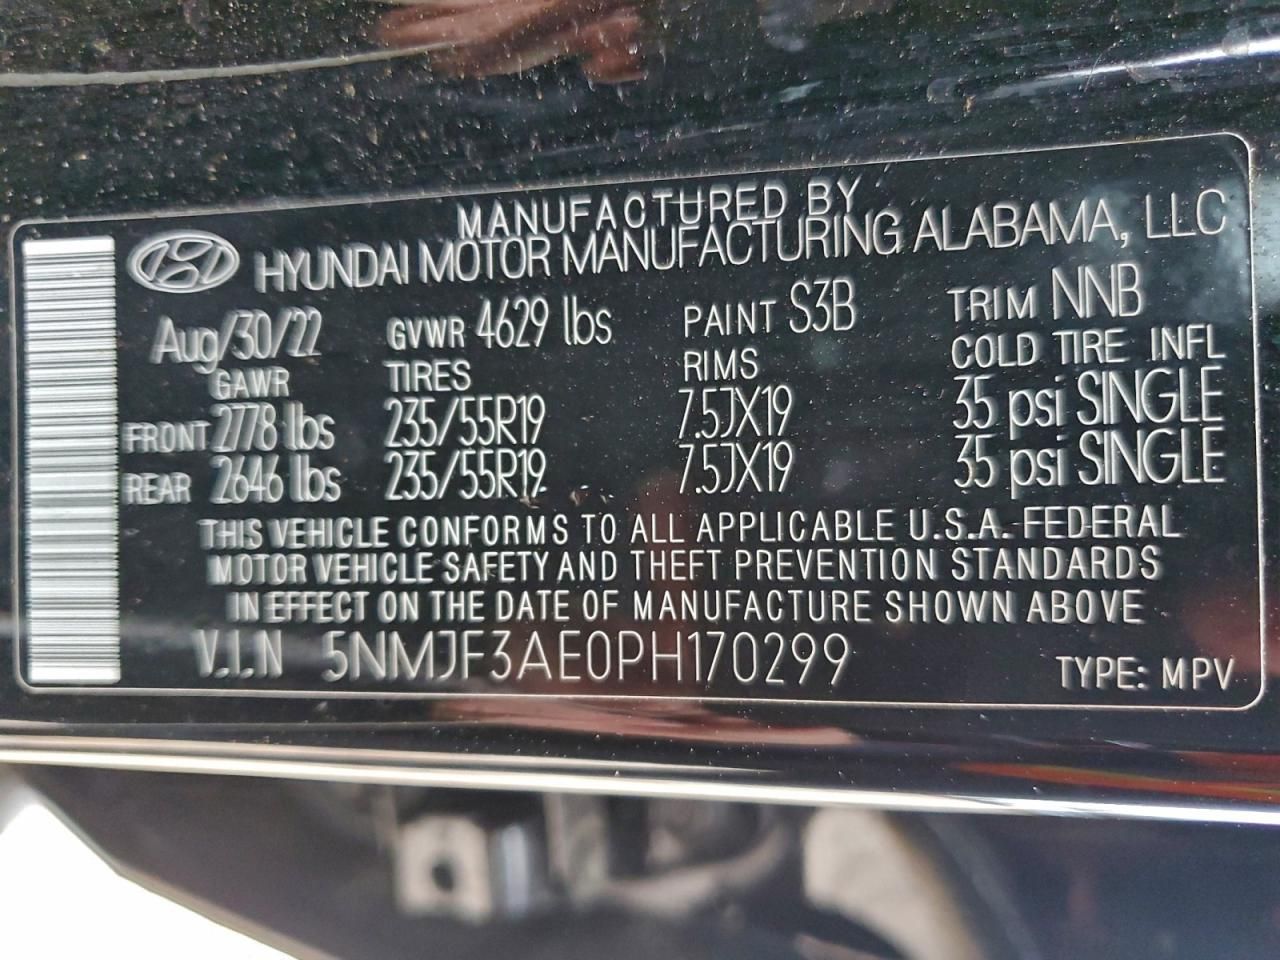 MANUFACTURED BY
HYUNDAI MOTOR MANUFACTURING ALABAMA, LLC
Aug/30/22 GVWR 4629 lbs PAINT S3B TRIM NNB
GAWR TIRES RIMS COLD TIRE INFL
FRONT 2778 lbs 235/55R19 7.5JX19 35 psi SINGLE
REAR 2646 lbs 235/55R19 7.5JX19 35 psi SINGLE
THIS VEHICLE CONFORMS TO ALL APPLICABLE U.S.A. FEDERAL
MOTOR VEHICLE SAFETY AND THEFT PREVENTION STANDARDS
IN EFFECT ON THE DATE OF MANUFACTURE SHOWN ABOVE
V.I.N 5NMJF3AE0PH170299 TYPE: MPV